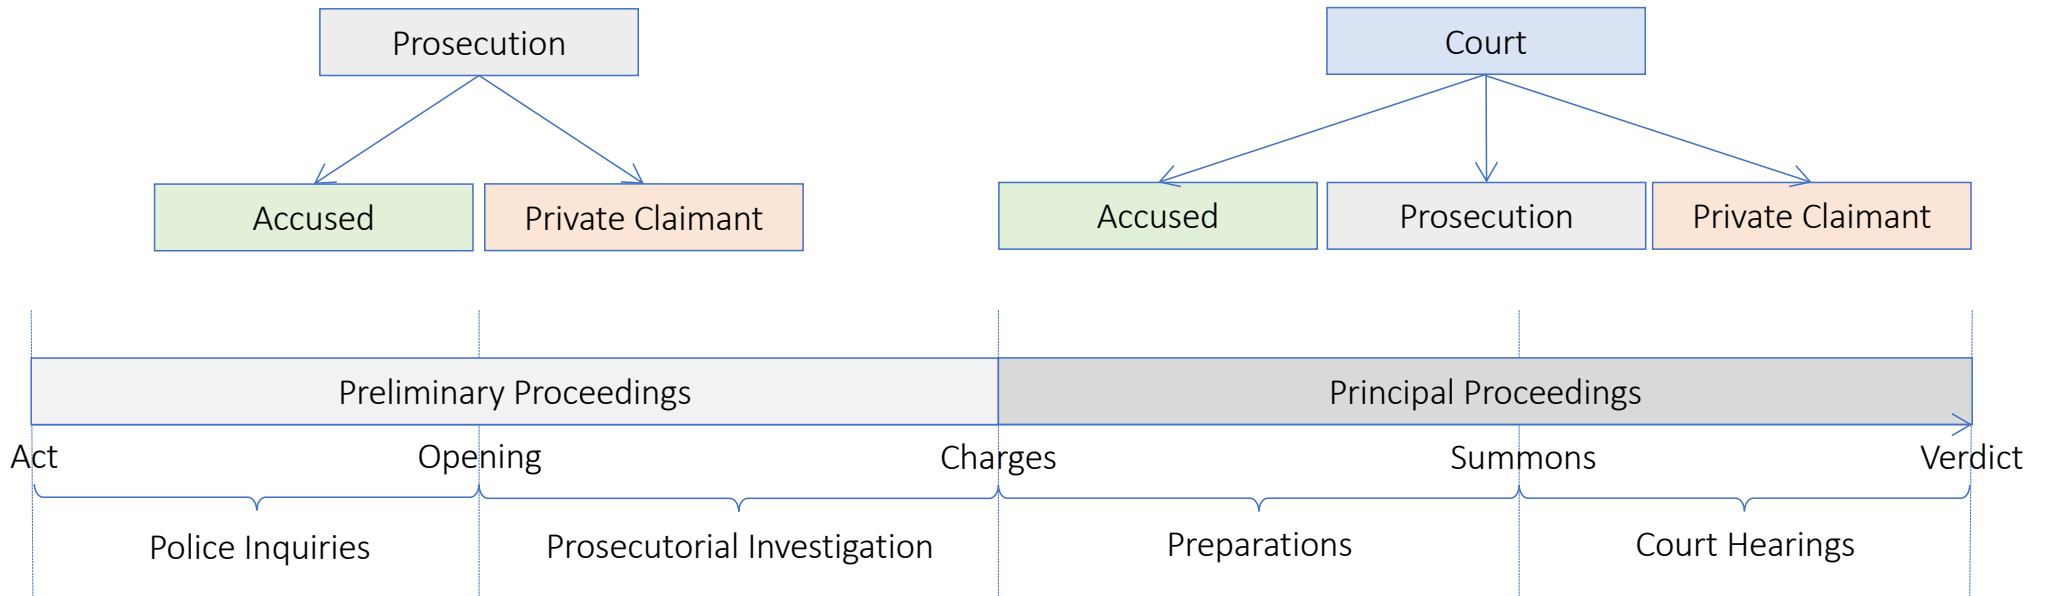 Prosecution
Court
Accused
Private Claimant
Accused
Prosecution
Private Claimant
Preliminary Proceedings
Principal Proceedings
Act
Opening
Charges
Summons
Verdict
Police Inquiries
Prosecutorial Investigation
Preparations
Court Hearings